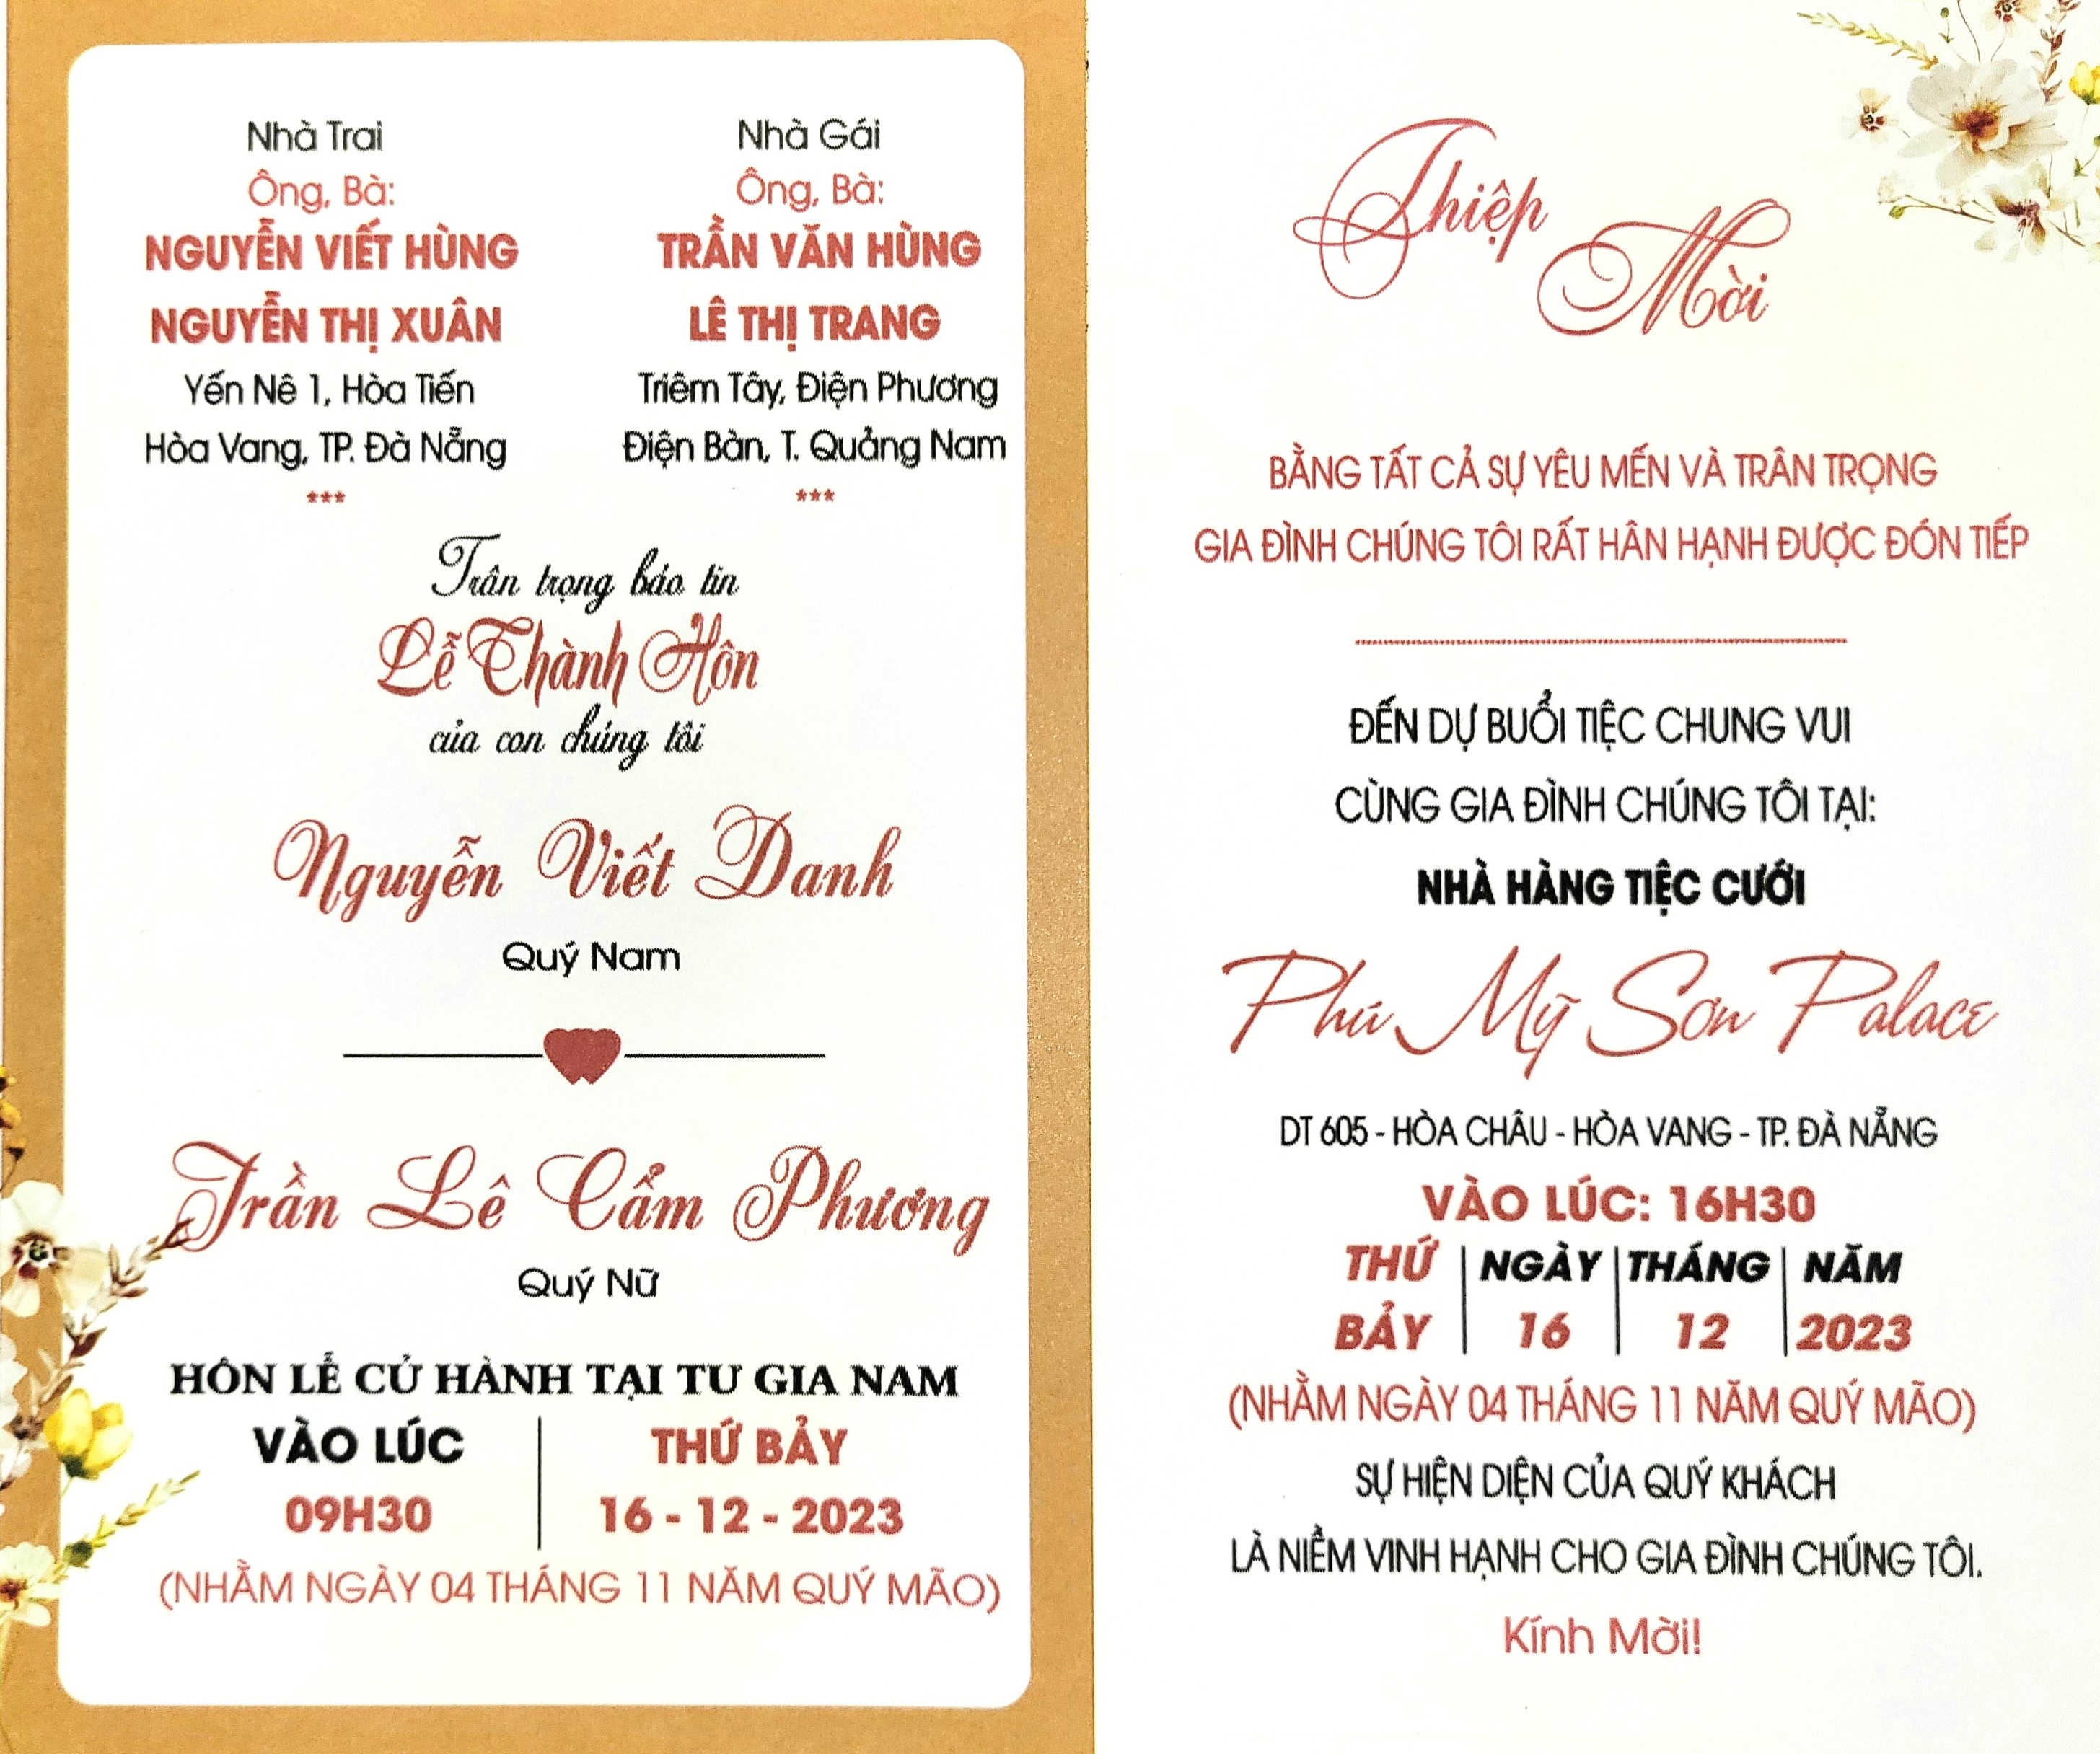 Nhà Trai
Ông, Bà:
NGUYỄN VIẾT HÙNG
NGUYỄN THỊ XUÂN
Yến Nê 1, Hòa Tiến
Hòa Vang, TP. Đà Nẵng
***
Nhà Gái
Ông, Bà:
TRẦN VĂN HÙNG
LÊ THỊ TRANG
Triêm Tây, Điện Phương
Điện Bàn, T. Quảng Nam
***
Trân trọng báo tin
Lễ Thành Hôn
của con chúng tôi
Nguyễn Viết Danh
Quý Nam
Trần Lê Cẩm Phương
Quý Nữ
HÔN LỄ CỬ HÀNH TẠI TƯ GIA NAM
VÀO LÚC
09H30
THỨ BẢY
16 - 12 - 2023
(NHẰM NGÀY 04 THÁNG 11 NĂM QUÝ MÃO)
Thiệp
Mời
BẰNG TẤT CẢ SỰ YÊU MẾN VÀ TRÂN TRỌNG
GIA ĐÌNH CHÚNG TÔI RẤT HÂN HẠNH ĐƯỢC ĐÓN TIẾP
ĐẾN DỰ BUỔI TIỆC CHUNG VUI
CÙNG GIA ĐÌNH CHÚNG TÔI TẠI:
NHÀ HÀNG TIỆC CƯỚI
Phú Mỹ Sơn Palace
DT 605 - HÒA CHÂU - HÒA VANG - TP. ĐÀ NẴNG
VÀO LÚC: 16H30
THỨ | NGÀY | THÁNG | NĂM
BẢY | 16 | 12 | 2023
(NHẰM NGÀY 04 THÁNG 11 NĂM QUÝ MÃO)
SỰ HIỆN DIỆN CỦA QUÝ KHÁCH
LÀ NIỀM VINH HẠNH CHO GIA ĐÌNH CHÚNG TÔI.
Kính Mời!